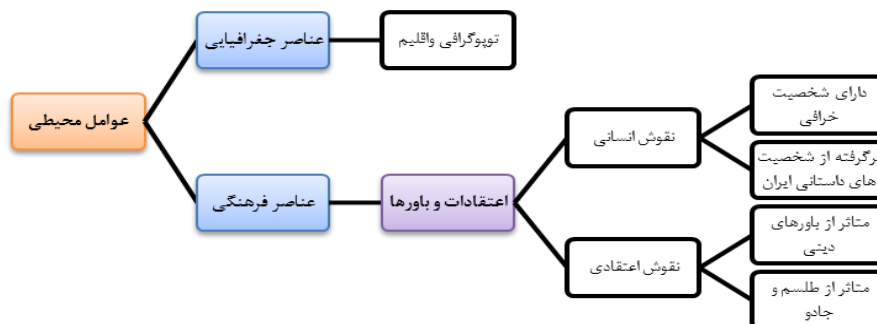 عوامل محیطی
عناصر جغرافیایی
توپوگرافی واقلیم
عناصر فرهنگی
اعتقادات و باورها
نقوش انسانی
دارای شخصیت
خرافی
برگرفته از شخصیت
های داستانی ایران
نقوش اعتقادی
متاثر از باورهای
دینی
متاثر از طلسم و
جادو